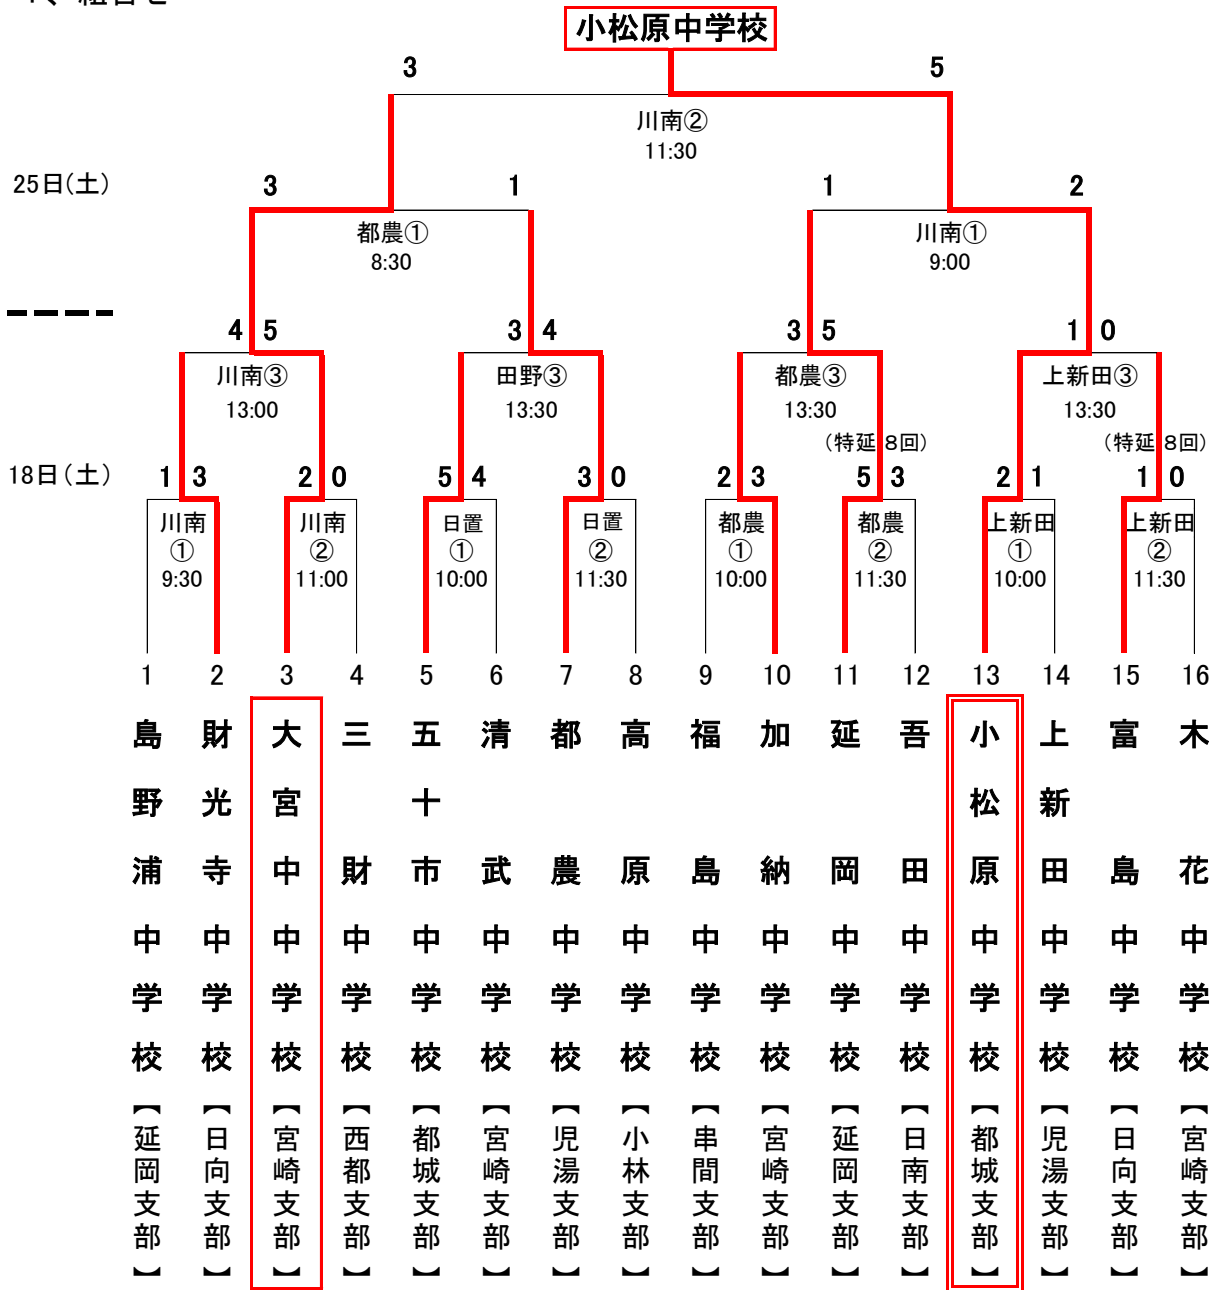 小松原中学校
3 5
川南②
11:30
25日(土)
3 1 1 2
都農① 川南①
8:30 9:00
4 5 3 4 3 5 1 0
川南③ 田野③ 都農③ 上新田③
13:00 13:30 13:30 13:30
(特延 8回) (特延 8回)
18日(土)
1 3 2 0 5 4 3 0 2 3 5 3 2 1 1 0
川南 川南 日置 日置 都農 都農 上新田 上新田
① ② ① ② ① ② ① ②
9:30 11:00 10:00 11:30 10:00 11:30 10:00 11:30
1 2 3 4 5 6 7 8 9 10 11 12 13 14 15 16
島野浦中学校【延岡支部】
財光寺中学校【日向支部】
大宮中中学校【宮崎支部】
三財中学校【西都支部】
五十市中学校【都城支部】
清武中学校【宮崎支部】
都農中学校【児湯支部】
高原中学校【小林支部】
福島中学校【串間支部】
加納中学校【宮崎支部】
延岡中学校【延岡支部】
吾田中学校【日南支部】
小松原中学校【都城支部】
上新田中学校【児湯支部】
富島中学校【日向支部】
木花中学校【宮崎支部】